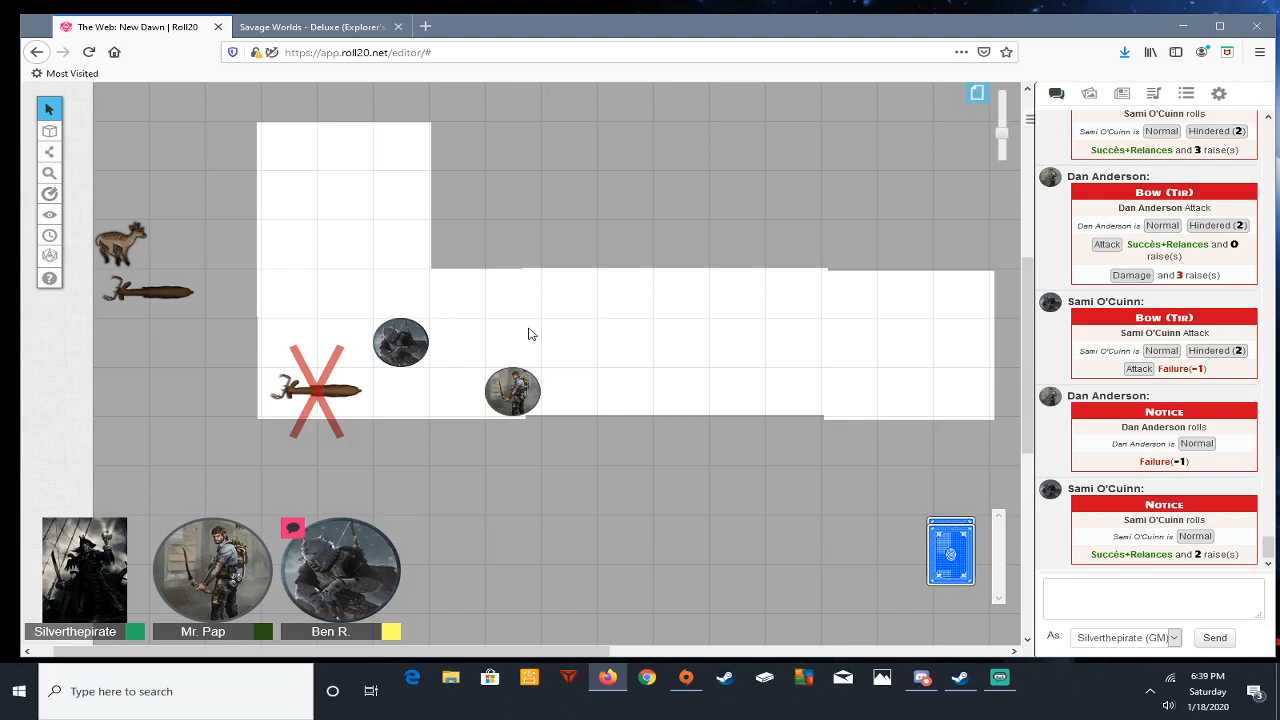 The Web: New Dawn | Roll20
Savage Worlds - Deluxe (Explorer's
https://app.roll20.net/editor/#
Most Visited
Sami O'Cuinn rolls
Sami O'Cuinn is Normal Hindered (2)
Succès+Relances and 3 raise(s)
Dan Anderson:
Bow (Tir)
Dan Anderson Attack
Dan Anderson is Normal Hindered (2)
Attack Succès+Relances and 0
raise(s)
Damage and 3 raise(s)
Sami O'Cuinn:
Bow (Tir)
Sami O'Cuinn Attack
Sami O'Cuinn is Normal Hindered (2)
Attack Failure(-1)
Dan Anderson:
Notice
Dan Anderson rolls
Dan Anderson is Normal
Failure(-1)
Sami O'Cuinn:
Notice
Sami O'Cuinn rolls
Sami O'Cuinn is Normal
Succès+Relances and 2 raise(s)
Silverthepirate
Mr. Pap
Ben R.
As: Silverthepirate (GM)
Send
Type here to search
6:39 PM
Saturday
1/18/2020
3